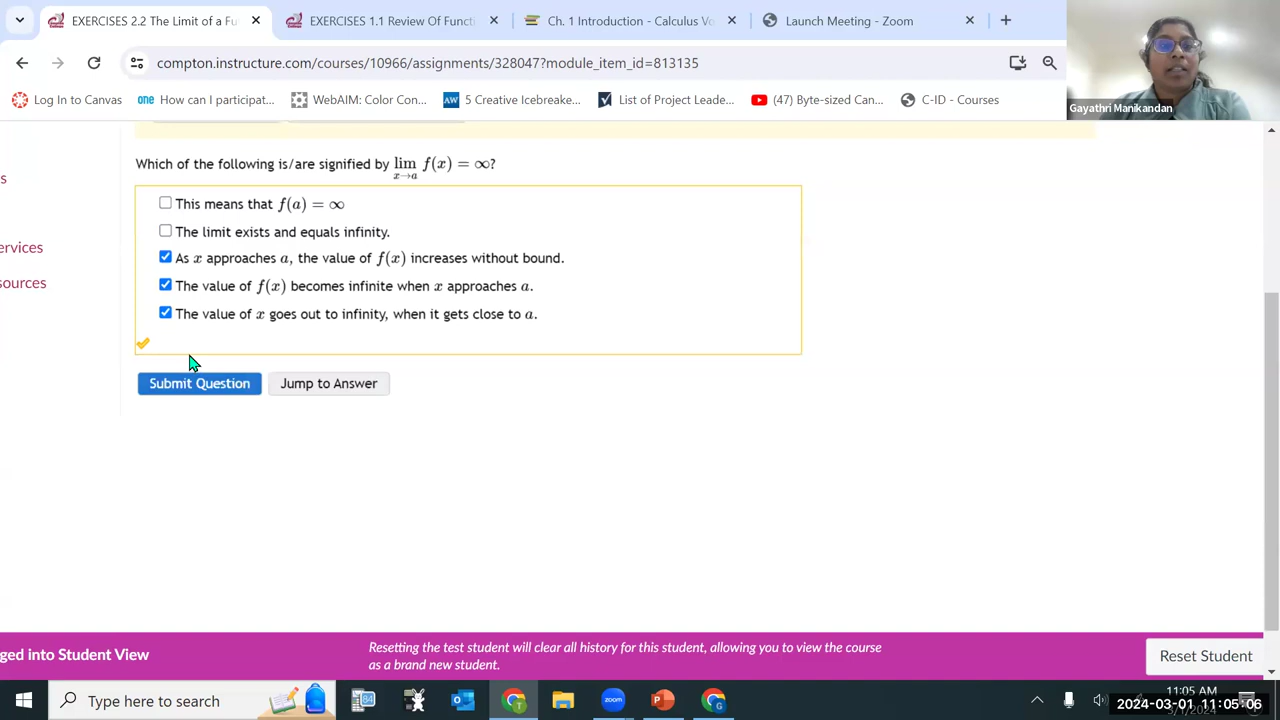 EXERCISES 2.2 The Limit of a Fu
EXERCISES 1.1 Review Of Functi
Ch. 1 Introduction - Calculus Vo
Launch Meeting - Zoom
compton.instructure.com/courses/10966/assignments/328047?module_item_id=813135
Log in to Canvas
one How can I participat...
WebAIM: Color Con...
AW 5 Creative Icebreake...
List of Project Leade...
(47) Byte-sized Can...
C-ID - Courses
Gayathri Manikandan
Which of the following is/are signified by lim x→a f(x) = ∞?
s
This means that f(a) = ∞
The limit exists and equals infinity.
ervices
As x approaches a, the value of f(x) increases without bound.
sources
The value of f(x) becomes infinite when x approaches a.
The value of x goes out to infinity, when it gets close to a.
Submit Question
Jump to Answer
ged into Student View
Resetting the test student will clear all history for this student, allowing you to view the course
as a brand new student.
Reset Student
Type here to search
11:05 AM
2024-03-01 11:05:06